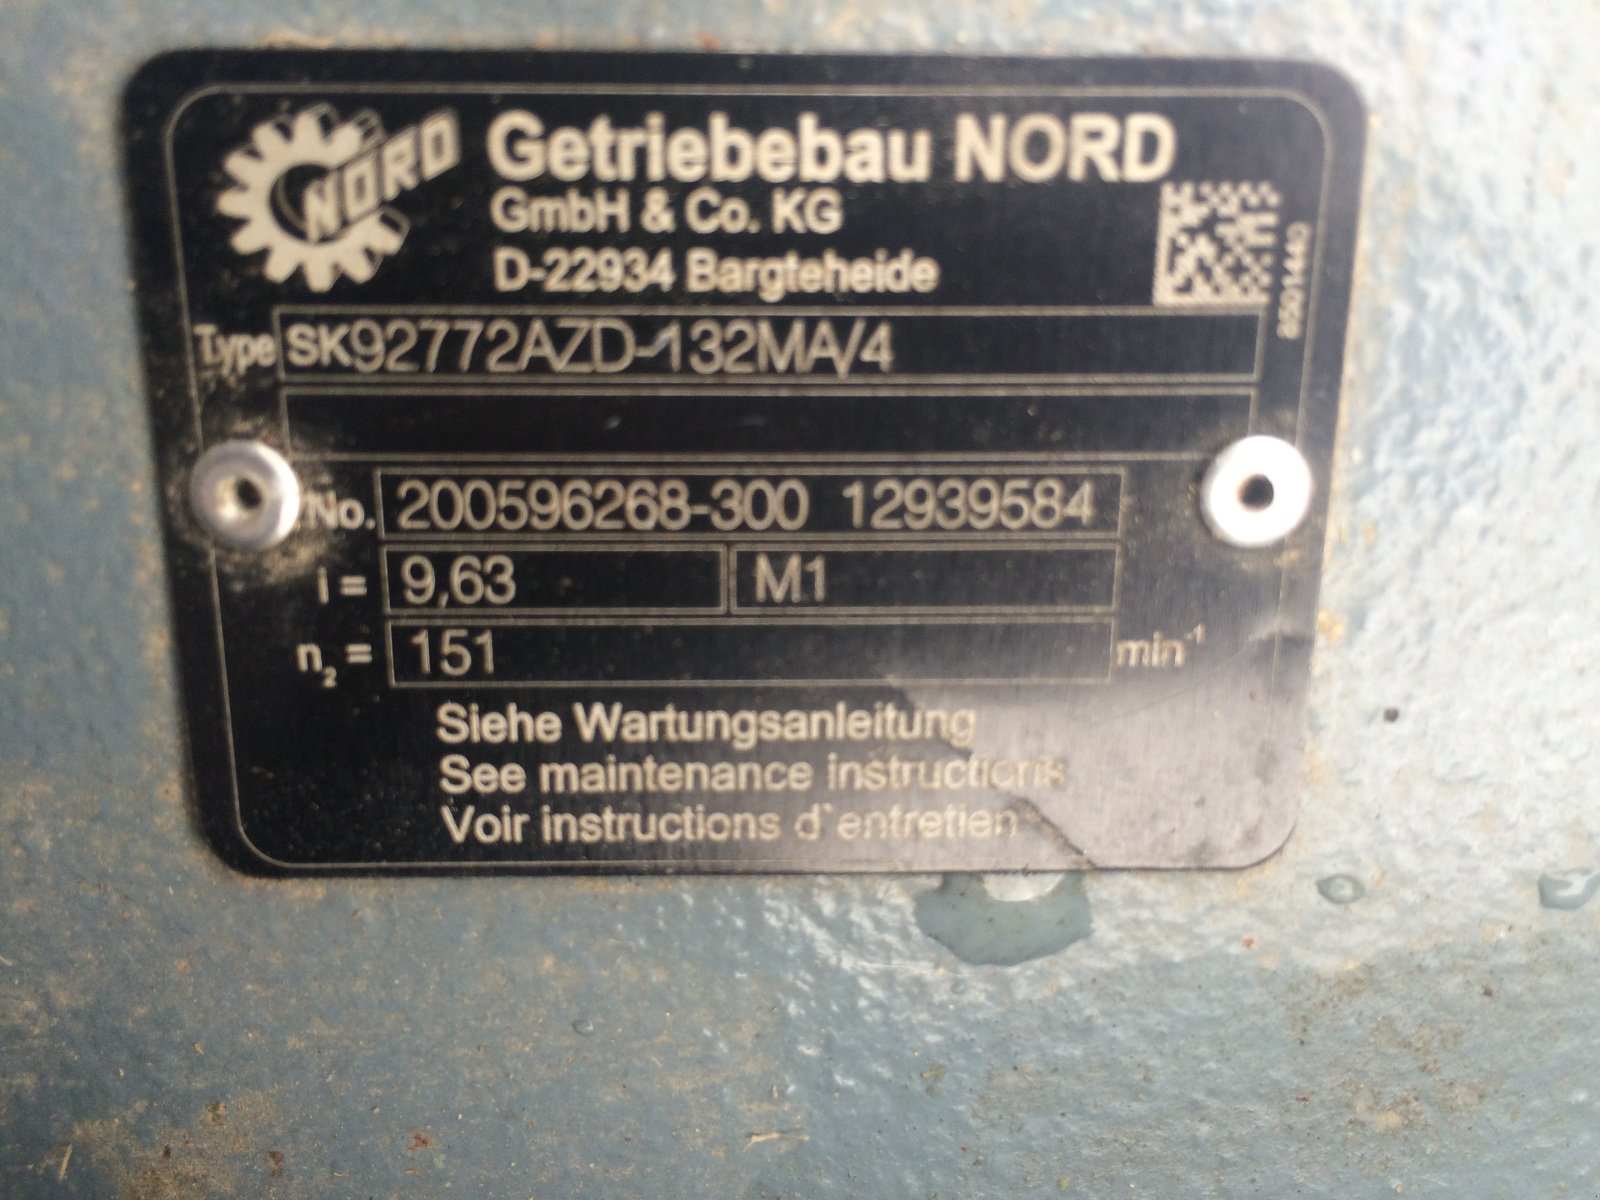 NORD
Getriebebau NORD
GmbH & Co. KG
D-22934 Bargteheide
Type SK92772AZD-132MA/4
No. 200596268-300 12939584
i = 9,63 M1
n₂ = 151 min⁻¹
Siehe Wartungsanleitung
See maintenance instructions
Voir instructions d`entretien